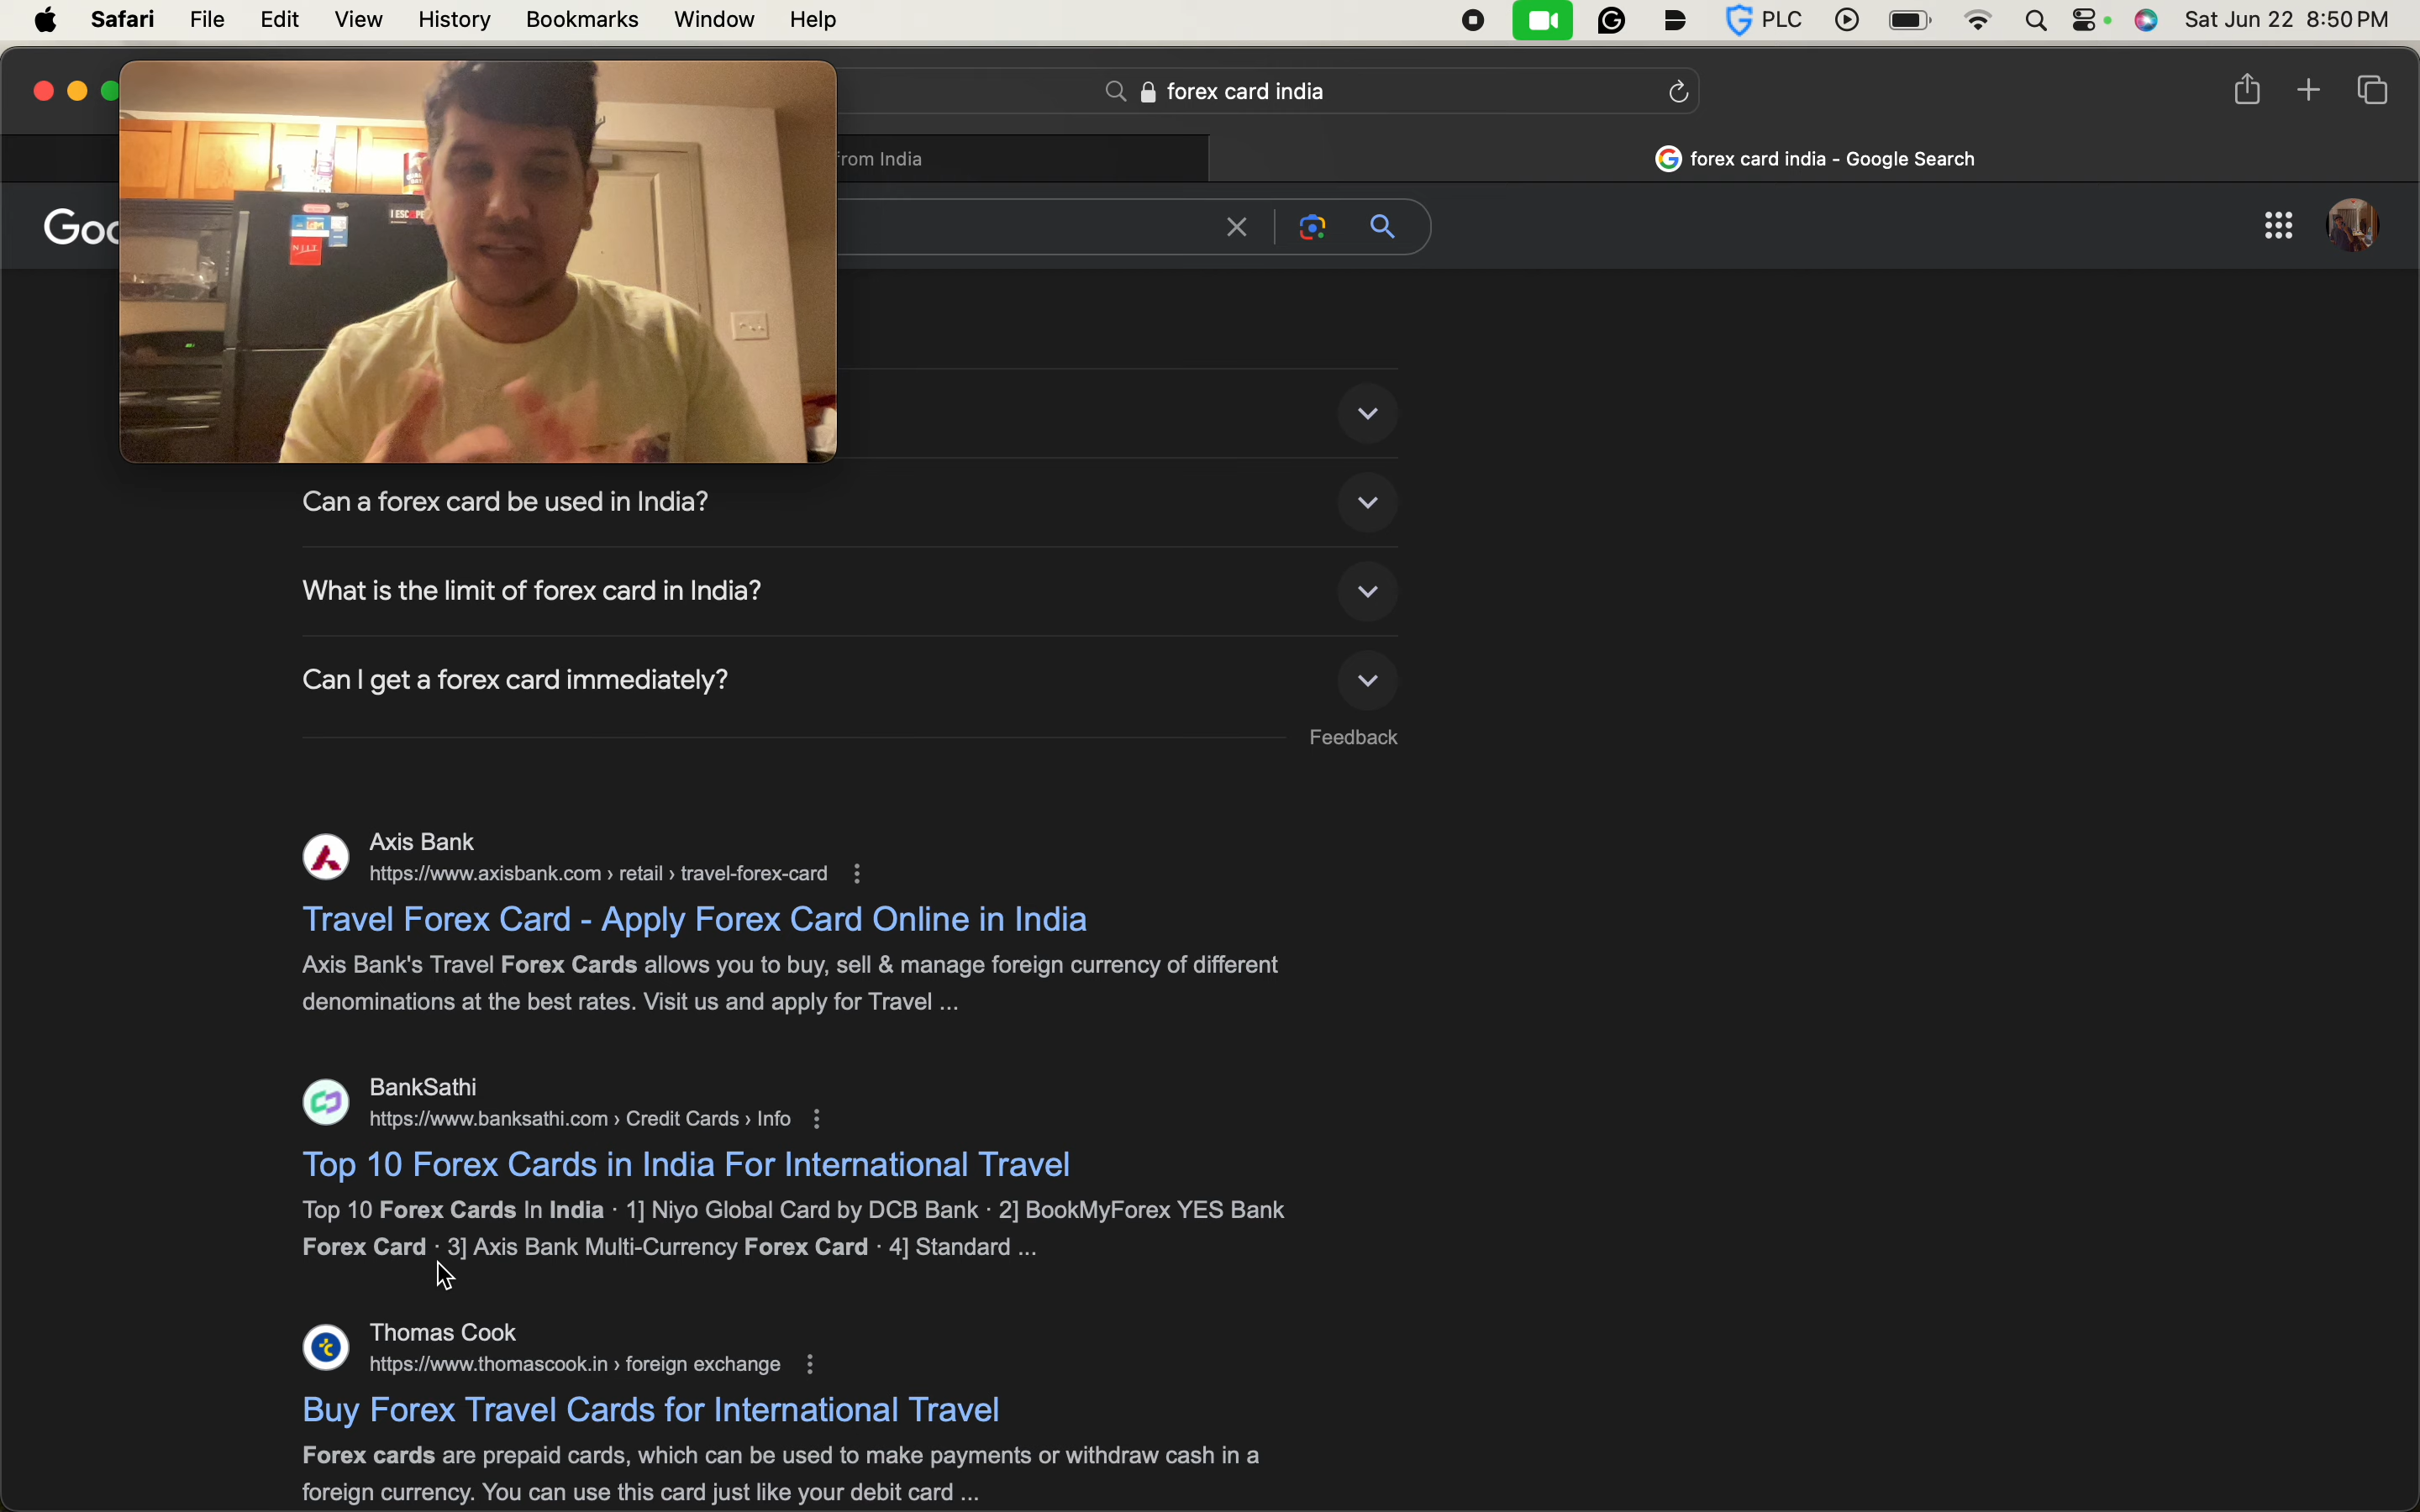 Safari File Edit View History Bookmarks Window Help PLC Sat Jun 22 8:50 PM
forex card india
from India
forex card india - Google Search
Goo
NIIT
Can a forex card be used in India?
What is the limit of forex card in India?
Can I get a forex card immediately?
Feedback
Axis Bank
https://www.axisbank.com › retail › travel-forex-card
Travel Forex Card - Apply Forex Card Online in India
Axis Bank's Travel Forex Cards allows you to buy, sell & manage foreign currency of different
denominations at the best rates. Visit us and apply for Travel ...
BankSathi
https://www.banksathi.com › Credit Cards › Info
Top 10 Forex Cards in India For International Travel
Top 10 Forex Cards In India · 1] Niyo Global Card by DCB Bank · 2] BookMyForex YES Bank
Forex Card · 3] Axis Bank Multi-Currency Forex Card · 4] Standard ...
Thomas Cook
https://www.thomascook.in › foreign exchange
Buy Forex Travel Cards for International Travel
Forex cards are prepaid cards, which can be used to make payments or withdraw cash in a
foreign currency. You can use this card just like your debit card ...